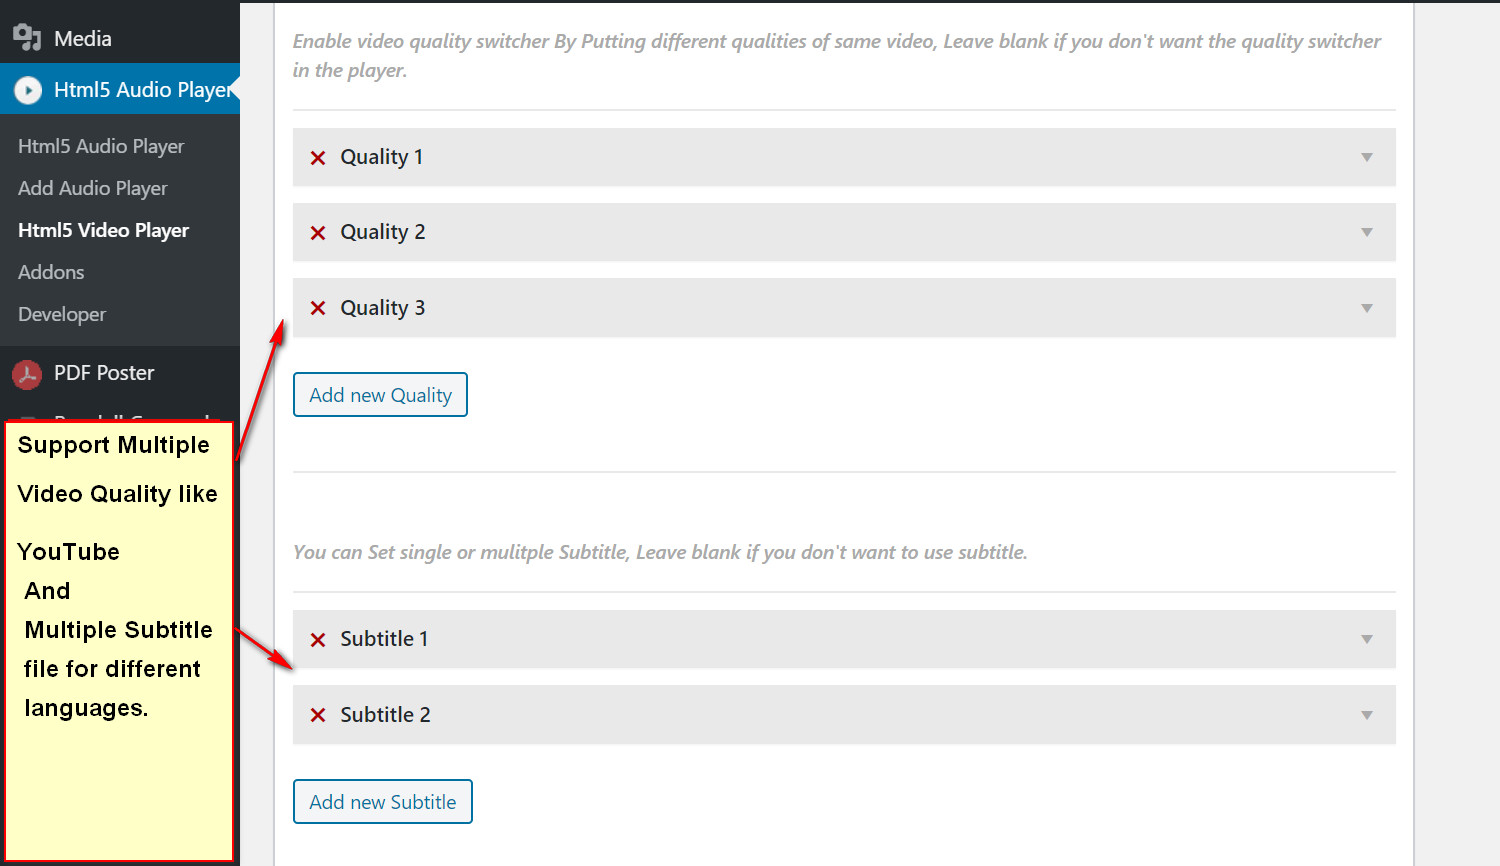 Media
Html5 Audio Player
Html5 Audio Player
Add Audio Player
Html5 Video Player
Addons
Developer
PDF Poster
Support Multiple
Video Quality like
YouTube
And
Multiple Subtitle
file for different
languages.
Enable video quality switcher By Putting different qualities of same video, Leave blank if you don't want the quality switcher
in the player.
Quality 1
Quality 2
Quality 3
Add new Quality
You can Set single or mulitple Subtitle, Leave blank if you don't want to use subtitle.
Subtitle 1
Subtitle 2
Add new Subtitle